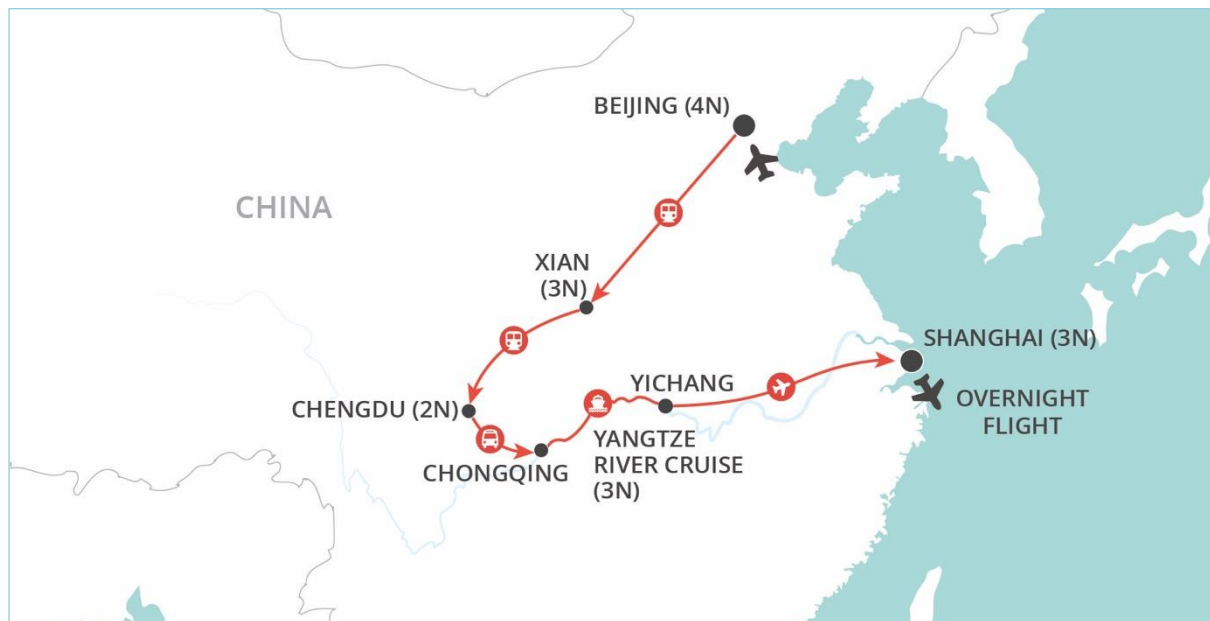 BEIJING (4N)
CHINA
XIAN
(3N)
SHANGHAI (3N)
OVERNIGHT
FLIGHT
YICHANG
CHENGDU (2N)
YANGTZE
RIVER CRUISE
(3N)
CHONGQING